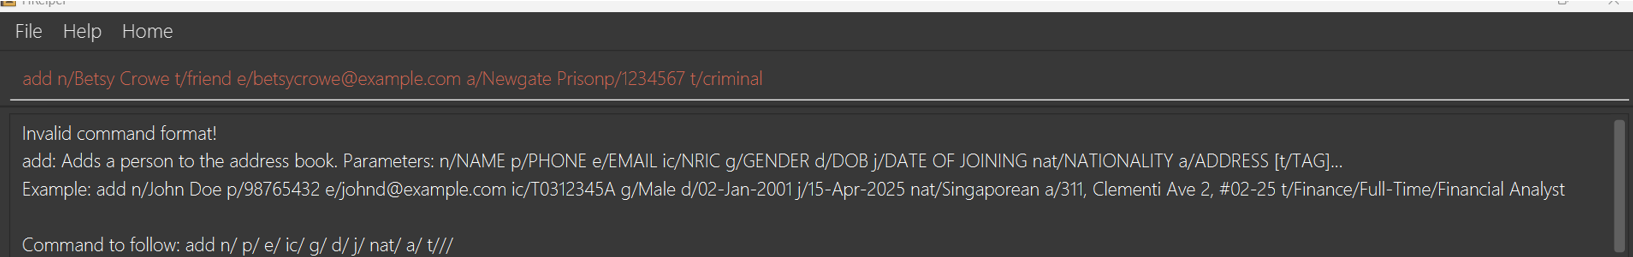 HRelper
File Help Home
add n/Betsy Crowe t/friend e/betsycrowe@example.com a/Newgate Prisonp/1234567 t/criminal
Invalid command format!
add: Adds a person to the address book. Parameters: n/NAME p/PHONE e/EMAIL ic/NRIC g/GENDER d/DOB j/DATE OF JOINING nat/NATIONALITY a/ADDRESS [t/TAG]...
Example: add n/John Doe p/98765432 e/johnd@example.com ic/T0312345A g/Male d/02-Jan-2001 j/15-Apr-2025 nat/Singaporean a/311, Clementi Ave 2, #02-25 t/Finance/Full-Time/Financial Analyst
Command to follow: add n/ p/ e/ ic/ g/ d/ j/ nat/ a/ t///